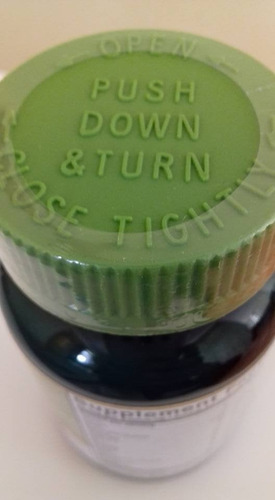 OPEN
PUSH
DOWN
& TURN
CLOSE TIGHTLY
Supplement